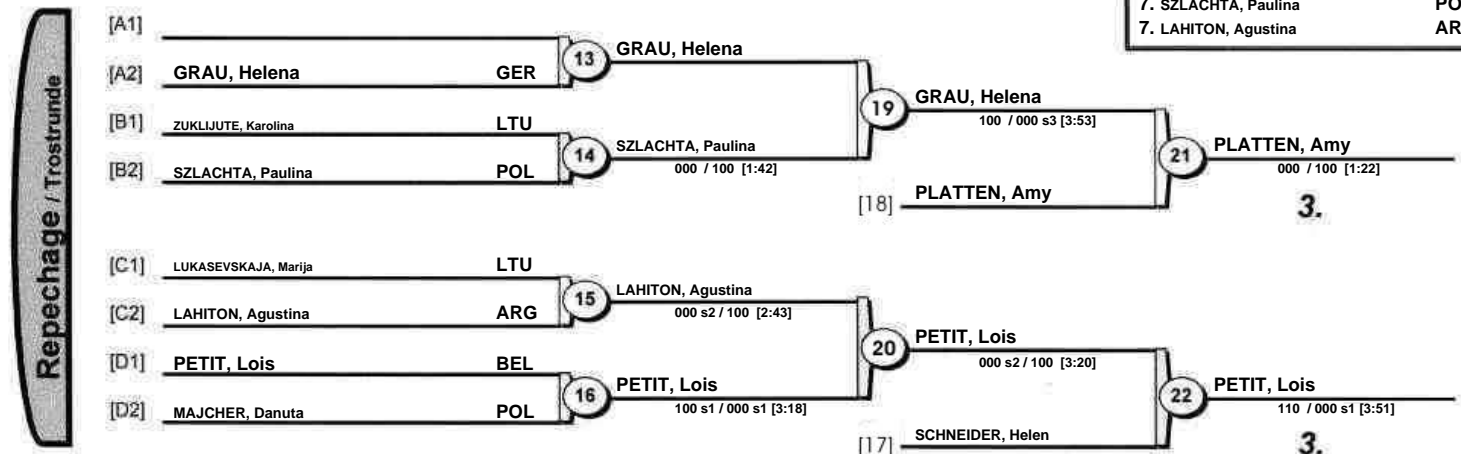 7. SZLACHTA, Paulina PO
7. LAHITON, Agustina AR
Repechage / Trostrunde
[A1]
[A2] GRAU, Helena GER
13 GRAU, Helena
[B1] ZUKLIJUTE, Karolina LTU
[B2] SZLACHTA, Paulina POL
14 SZLACHTA, Paulina
000 / 100 [1:42]
19 GRAU, Helena
100 / 000 s3 [3:53]
[18] PLATTEN, Amy
21 PLATTEN, Amy
000 / 100 [1:22]
3.
[C1] LUKASEVSKAJA, Marija LTU
[C2] LAHITON, Agustina ARG
15 LAHITON, Agustina
000 s2 / 100 [2:43]
[D1] PETIT, Lois BEL
[D2] MAJCHER, Danuta POL
16 PETIT, Lois
100 s1 / 000 s1 [3:18]
20 PETIT, Lois
000 s2 / 100 [3:20]
[17] SCHNEIDER, Helen
22 PETIT, Lois
110 / 000 s1 [3:51]
3.